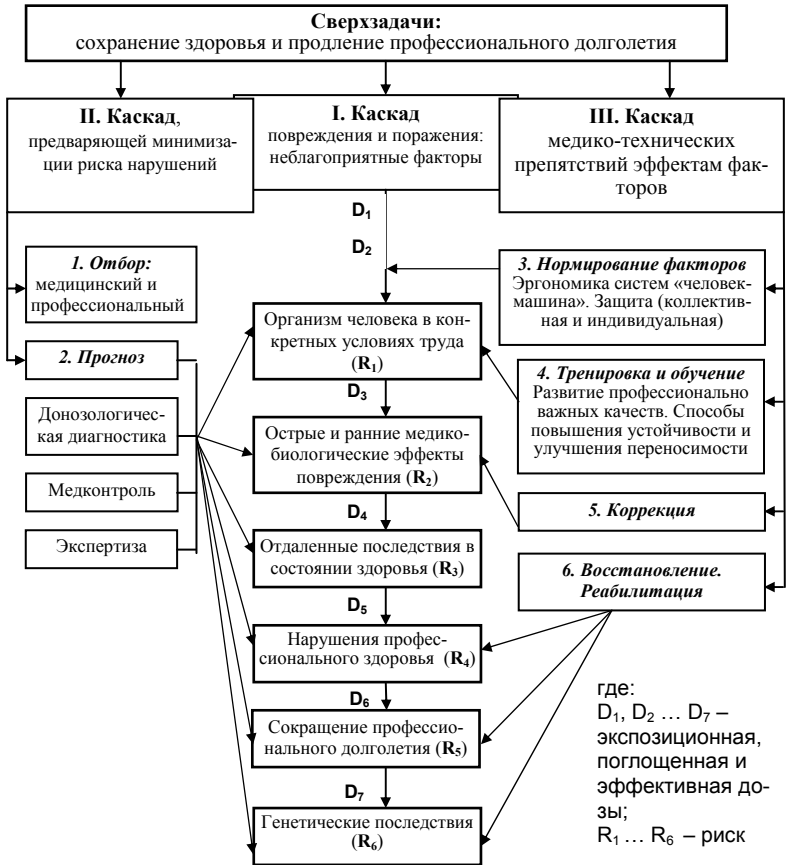 Сверхзадачи:
сохранение здоровья и продление профессионального долголетия
II. Каскад,
предваряющей минимиза-
ции риска нарушений
I. Каскад
повреждения и поражения:
неблагоприятные факторы
III. Каскад
медико-технических
препятствий эффектам фак-
торов
D₁
D₂
1. Отбор:
медицинский и
профессиональный
2. Прогноз
Донозологичес-
кая диагностика
Медконтроль
Экспертиза
Организм человека в кон-
кретных условиях труда
(R₁)
D₃
Острые и ранние медико-
биологические эффекты
повреждения (R₂)
D₄
Отдаленные последствия в
состоянии здоровья (R₃)
D₅
Нарушения профес-
сионального здоровья (R₄)
D₆
Сокращение профессио-
нального долголетия (R₅)
D₇
Генетические последствия
(R₆)
3. Нормирование факторов
Эргономика систем «человек-
машина». Защита (коллектив-
ная и индивидуальная)
4. Тренировка и обучение
Развитие профессионально
важных качеств. Способы
повышения устойчивости и
улучшения переносимости
5. Коррекция
6. Восстановление.
Реабилитация
где:
D₁, D₂ … D₇ –
экспозиционная,
поглощенная и
эффективная до-
зы;
R₁ … R₆ – риск